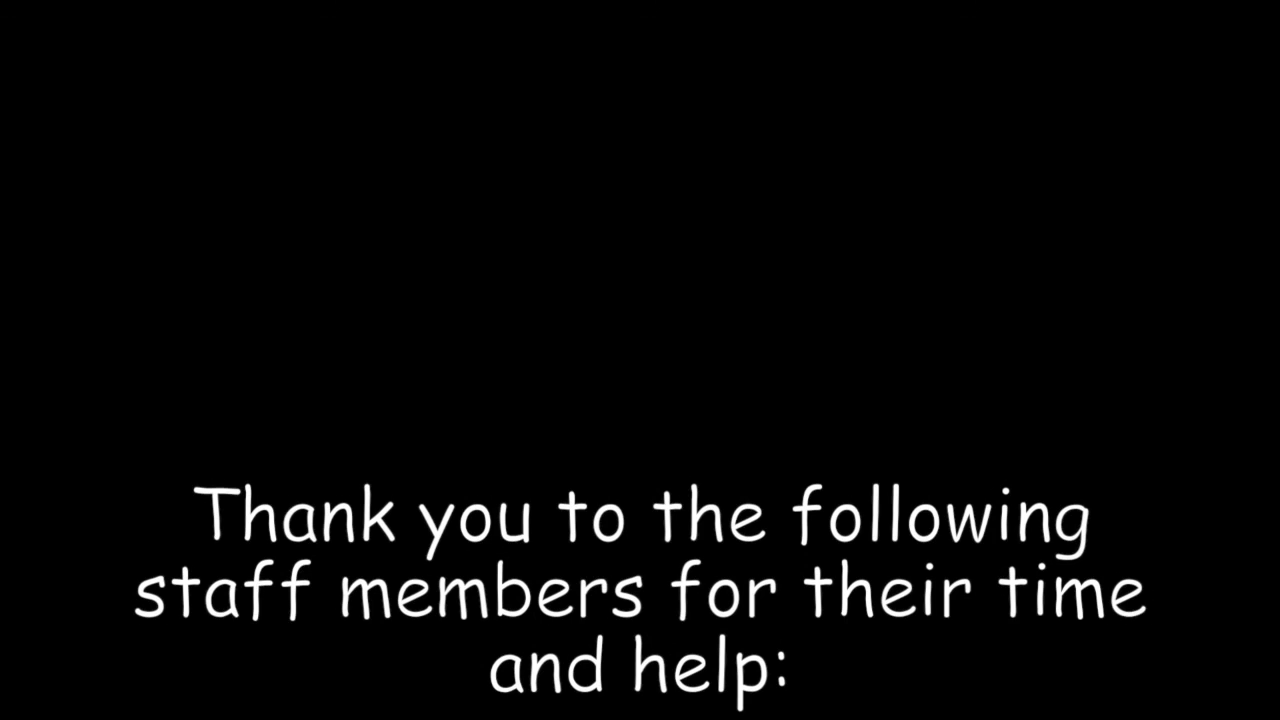 Thank you to the following
staff members for their time
and help: